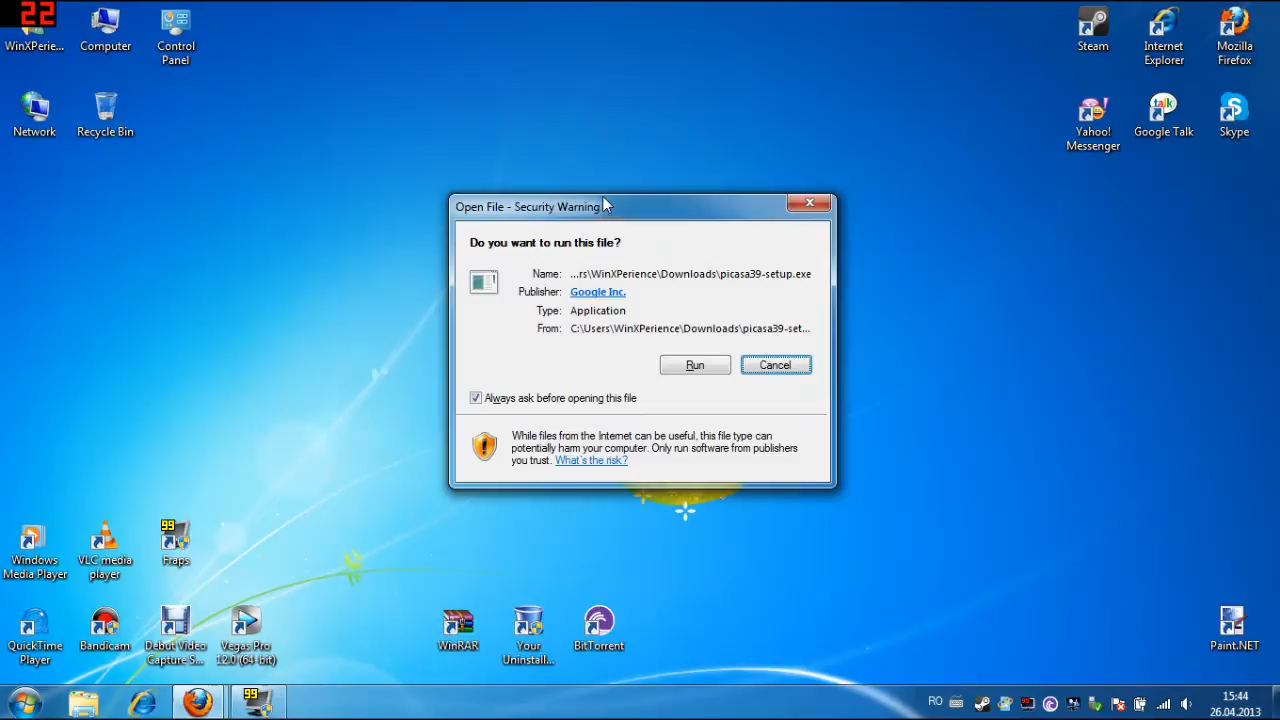 22
WinXPerie...
Computer
Control
Panel
Steam
Internet
Explorer
Mozilla
Firefox
Network
Recycle Bin
Yahoo!
Messenger
talk
Google Talk
Skype
Open File - Security Warning
Do you want to run this file?
Name: ...rs\WinXPerience\Downloads\picasa39-setup.exe
Publisher: Google Inc.
Type: Application
From: C:\Users\WinXPerience\Downloads\picasa39-set...
Run
Cancel
Always ask before opening this file
While files from the Internet can be useful, this file type can
potentially harm your computer. Only run software from publishers
you trust. What's the risk?
99
Windows
Media Player
VLC media
player
Fraps
QuickTime
Player
Bandicam
Debut Video
Capture S...
Vegas Pro
12.0 (64-bit)
WinRAR
Your
Uninstall...
BitTorrent
Paint.NET
99
RO
15:44
26.04.2013